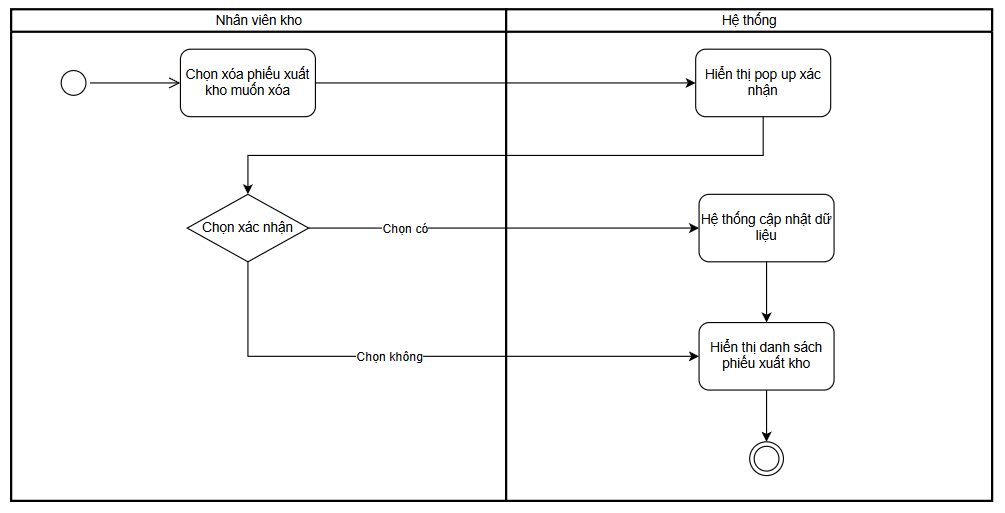 Nhân viên kho
Hệ thống
Chọn xóa phiếu xuất
kho muốn xóa
Hiển thị pop up xác
nhận
Chọn xác nhận
Chọn có
Hệ thống cập nhật dữ
liệu
Chọn không
Hiển thị danh sách
phiếu xuất kho